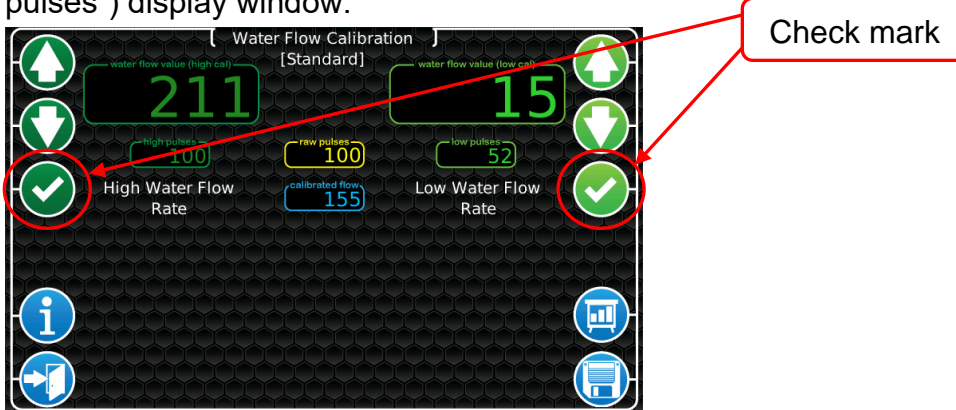 pulses") display window.
Check mark
Water Flow Calibration
[Standard]
water flow value (high cal)
211
water flow value (low cal)
15
high pulses
100
raw pulses
100
low pulses
52
High Water Flow
Rate
calibrated flow
155
Low Water Flow
Rate